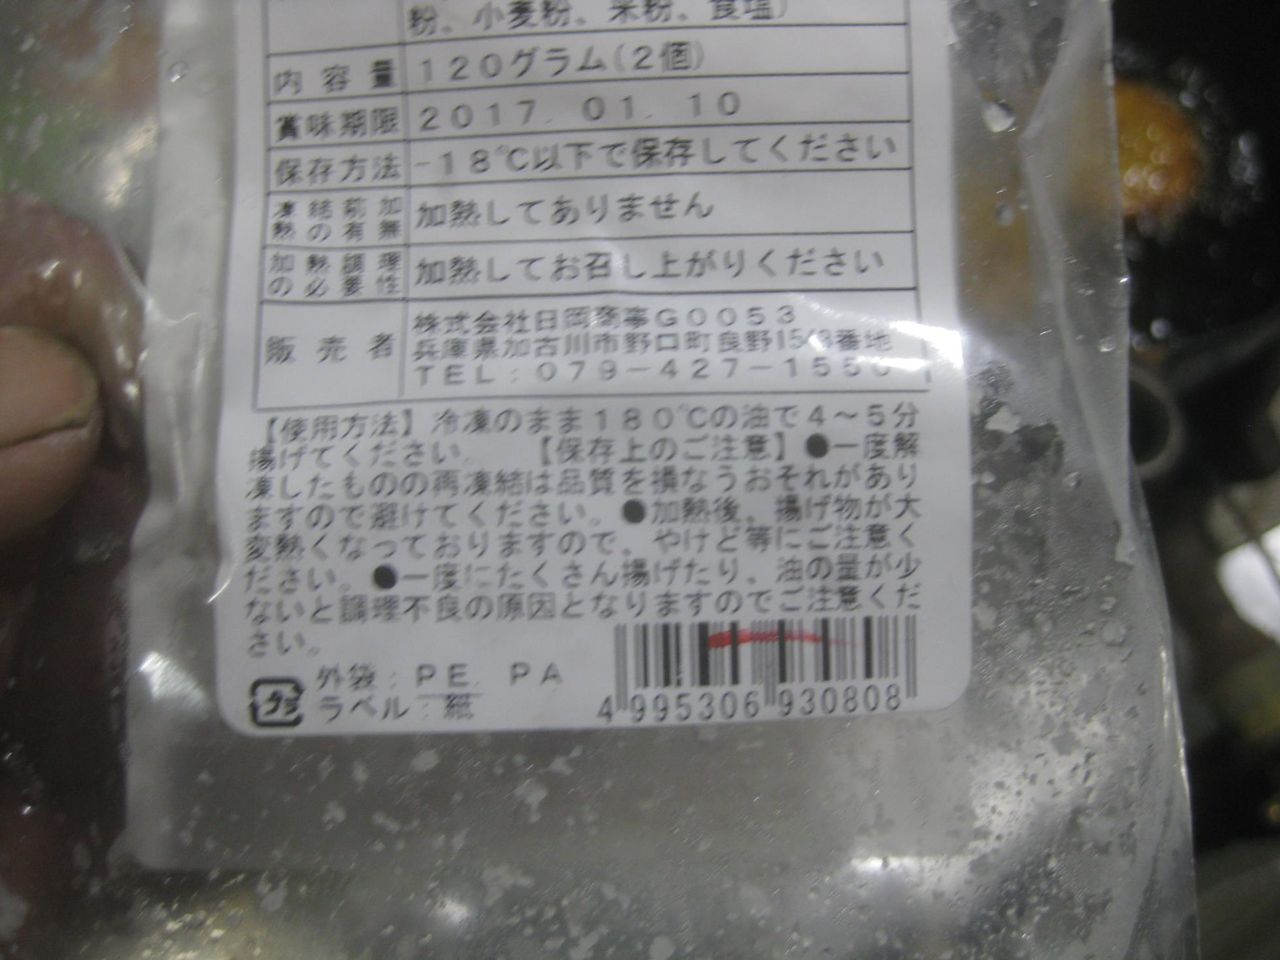 粉、小麦粉、米粉、食塩)
内容量 120グラム(2個)
賞味期限 2017. 01. 10
保存方法 -18℃以下で保存してください
凍結前加熱の有無 加熱してありません
加熱調理の必要性 加熱してお召し上がりください
販売者 株式会社日岡商事G0053
兵庫県加古川市野口町良野1543番地
TEL:079-427-1550
【使用方法】冷凍のまま180℃の油で4~5分
揚げてください。 【保存上のご注意】●一度解
凍したものの再凍結は品質を損なうおそれがあり
ますので避けてください。●加熱後、揚げ物が大
変熱くなっておりますので、やけど等にご注意く
ださい。●一度にたくさん揚げたり、油の量が少
ないと調理不良の原因となりますのでご注意くだ
さい。
プラ 外袋:PE. PA
ラベル:紙
4995306930808